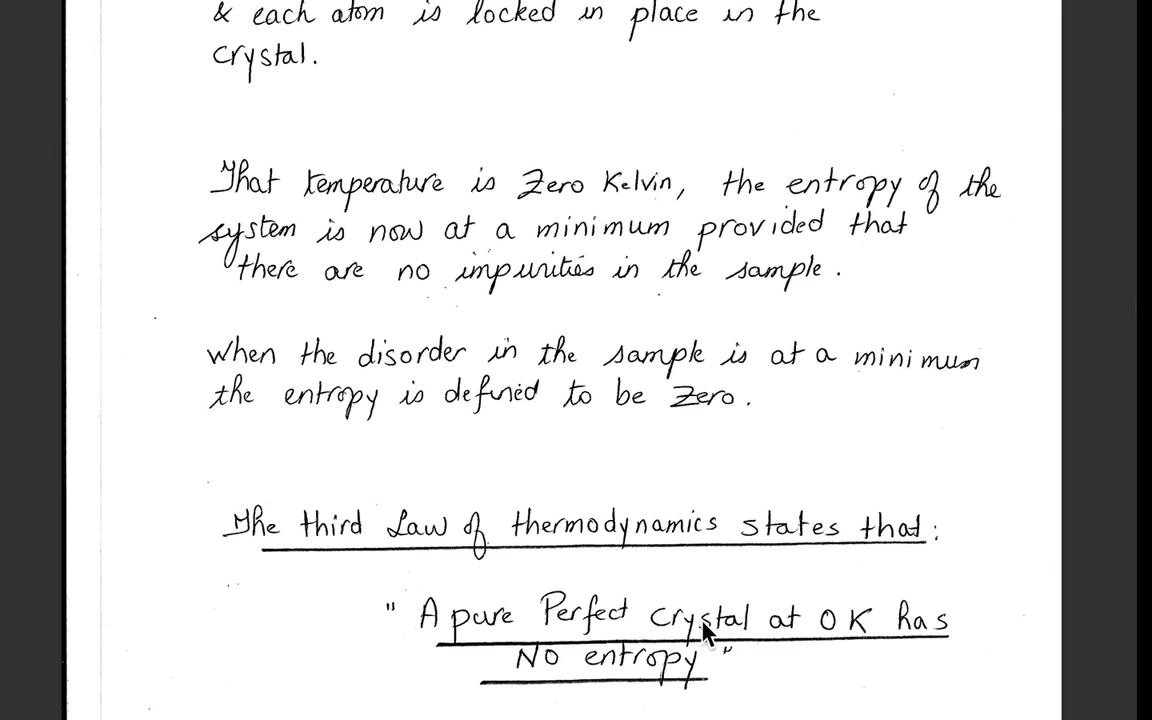 & each atom is locked in place in the
crystal.
That temperature is Zero Kelvin, the entropy of the
system is now at a minimum provided that
there are no impurities in the sample.
When the disorder in the sample is at a minimum
the entropy is defined to be Zero.
The third Law of thermodynamics states that:
" A pure Perfect crystal at 0 K has
No entropy "